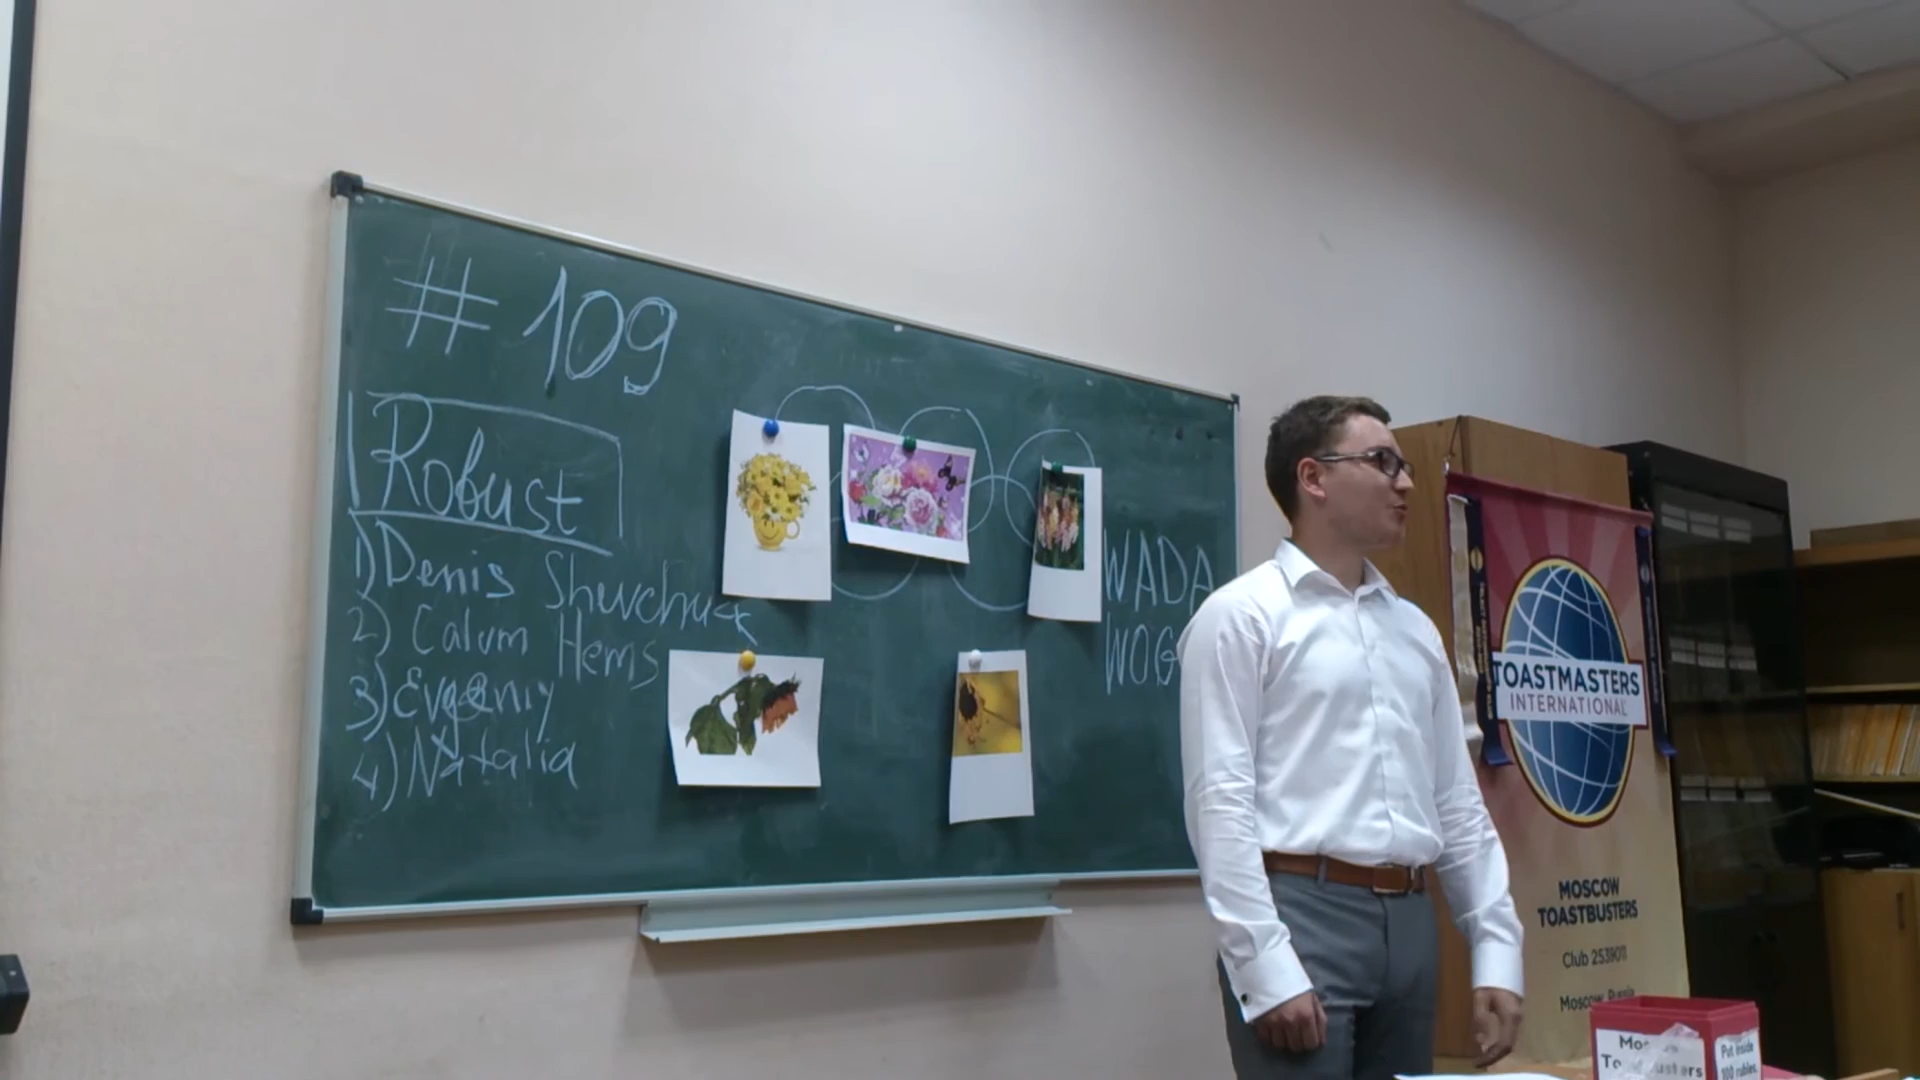 # 109
Robust
1) Denis Shevchuk
2) Calum Hems
3) Evgeniy
4) Natalia
WADA
WOG
TOASTMASTERS
INTERNATIONAL
MOSCOW
TOASTBUSTERS
Club 2539011
Moscow, Russia
Put inside
100 rubles